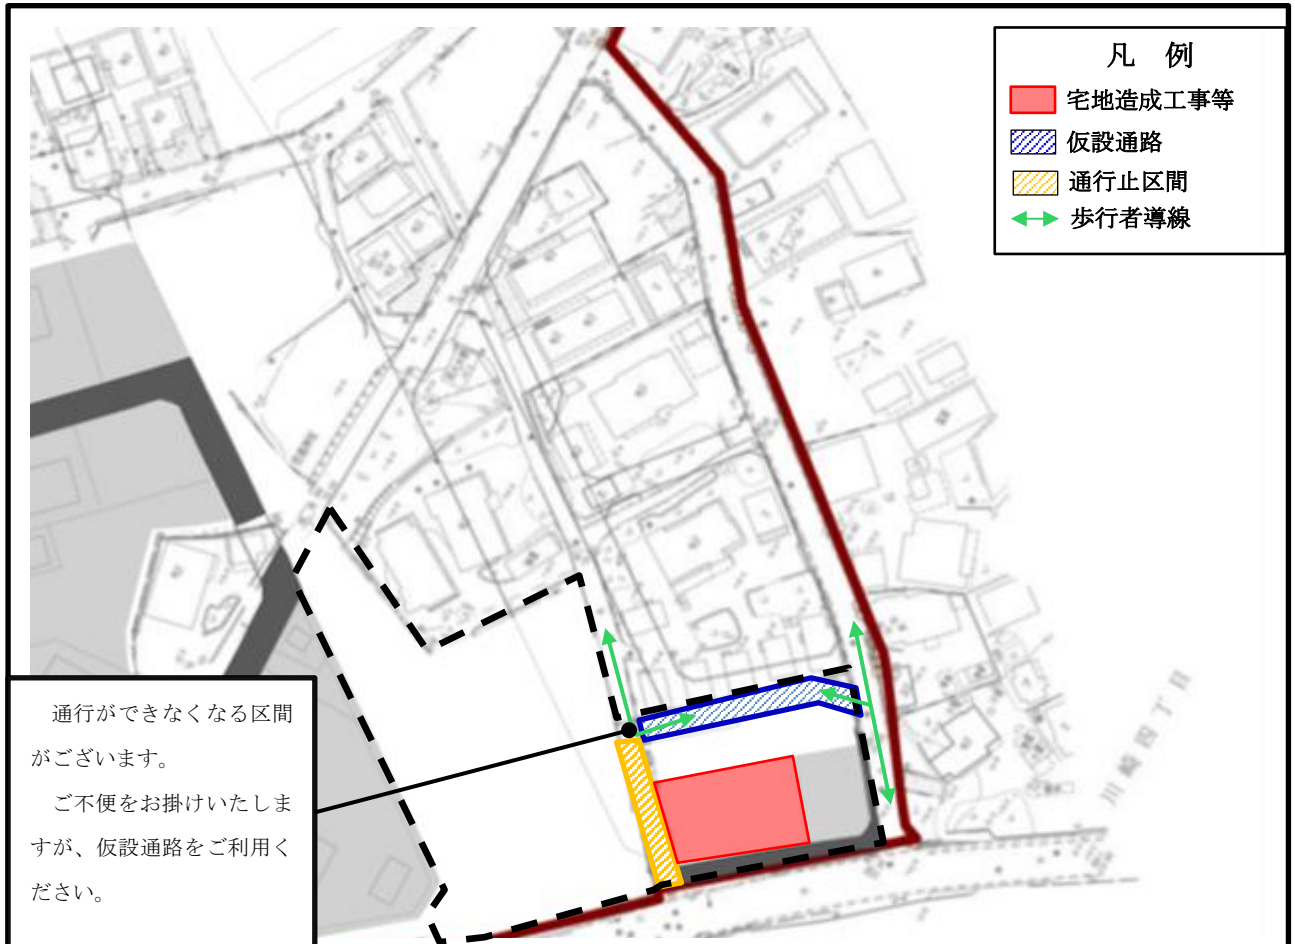 凡 例
宅地造成工事等
仮設通路
通行止区間
歩行者導線
通行ができなくなる区間
がございます。
ご不便をお掛けいたしま
すが、仮設通路をご利用く
ださい。
川崎四丁目